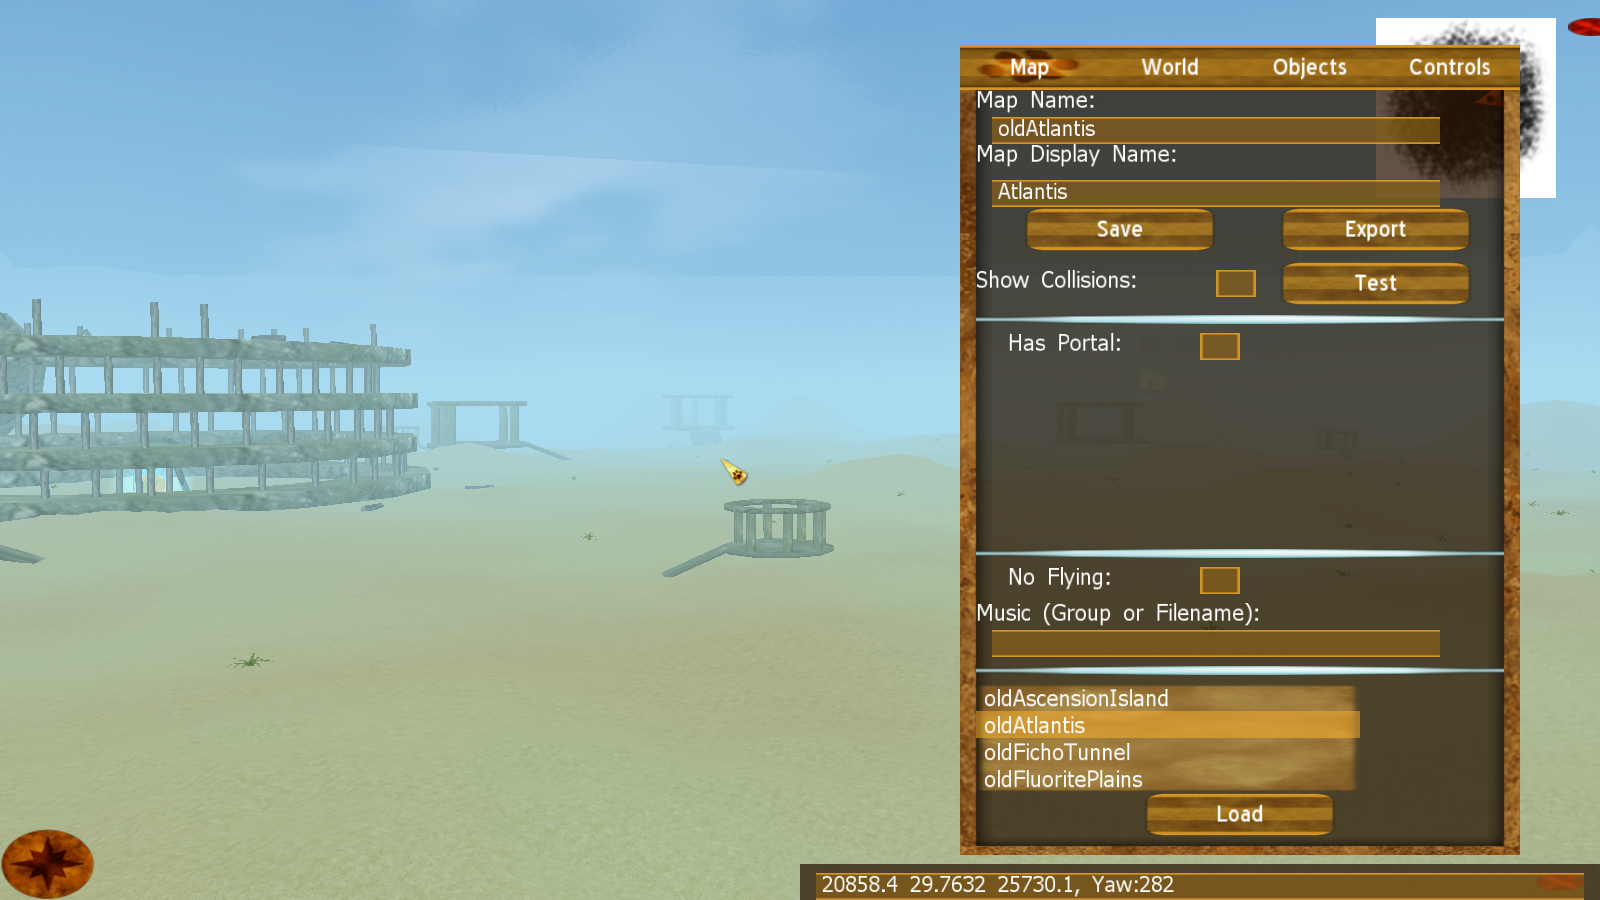 Map World Objects Controls
Map Name:
oldAtlantis
Map Display Name:
Atlantis
Save Export
Show Collisions: Test
Has Portal:
No Flying:
Music (Group or Filename):
oldAscensionIsland
oldAtlantis
oldFichoTunnel
oldFluoritePlains
Load
20858.4 29.7632 25730.1, Yaw:282